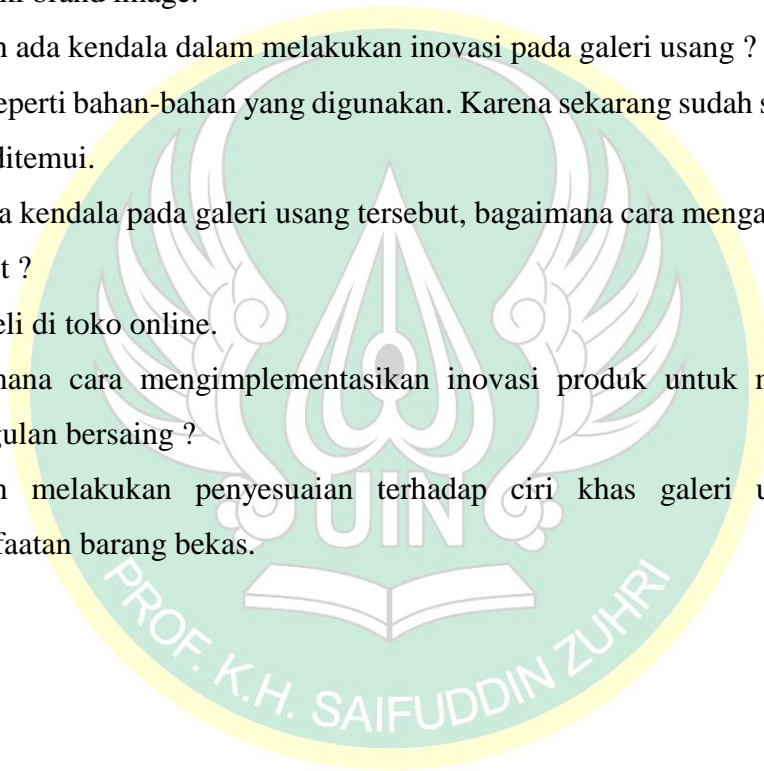 brand image.
n ada kendala dalam melakukan inovasi pada galeri usang ?
eperti bahan-bahan yang digunakan. Karena sekarang sudah s
ditemui.
a kendala pada galeri usang tersebut, bagaimana cara menga
t ?
eli di toko online.
nana cara mengimplementasikan inovasi produk untuk
gulan bersaing ?
n melakukan penyesuaian terhadap ciri khas galeri u
faatan barang bekas.
UIN
PROF. K.H. SAIFUDDIN ZUHRI